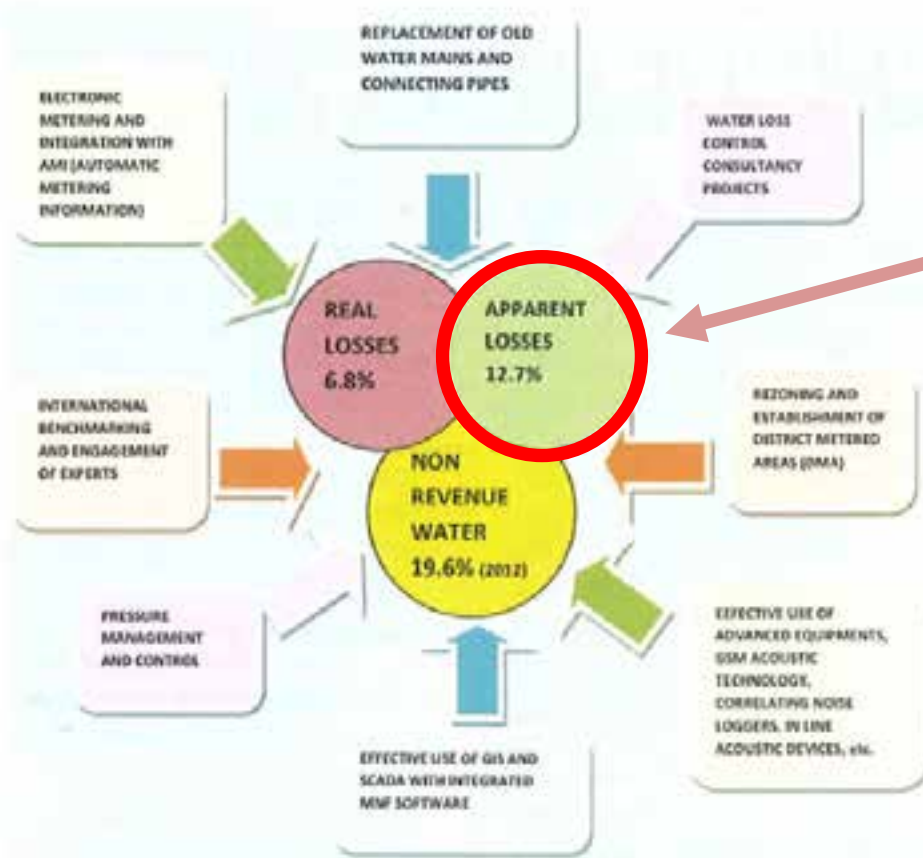 REPLACEMENT OF OLD
WATER MAINS AND
CONNECTING PIPES
ELECTRONIC
METERING AND
INTEGRATION WITH
AMI (AUTOMATIC
METERING
INFORMATION)
WATER LOSS
CONTROL
CONSULTANCY
PROJECTS
REAL
LOSSES
6.8%
APPARENT
LOSSES
12.7%
INTERNATIONAL
BENCHMARKING
AND ENGAGEMENT
OF EXPERTS
REZONING AND
ESTABLISHMENT OF
DISTRICT METERED
AREAS (DMA)
NON
REVENUE
WATER
19.6% (2012)
PRESSURE
MANAGEMENT
AND CONTROL
EFFECTIVE USE OF
ADVANCED EQUIPMENTS,
GSM ACOUSTIC
TECHNOLOGY,
CORRELATING NOISE
LOGGERS, IN LINE
ACOUSTIC DEVICES, etc.
EFFECTIVE USE OF GIS AND
SCADA WITH INTEGRATED
MNF SOFTWARE